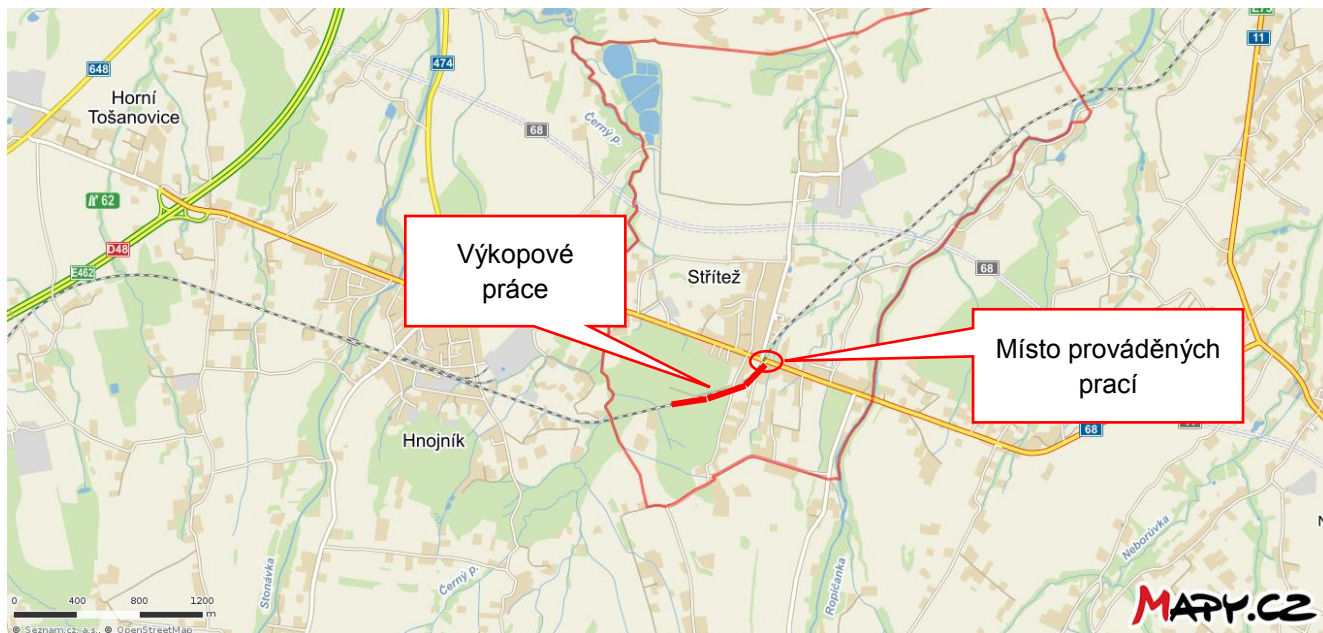 E75
11
648
474
Horní
Tošanovice
Černý p.
68
62
D48
E462
Výkopové
práce
Střítež
68
Místo prováděných
prací
Hnojník
68
Stonávka
Černý p.
Ropičanka
Neborůvka
N
0 400 800 1200
m
© Seznam.cz, a.s., © OpenStreetMap
MAPY.CZ